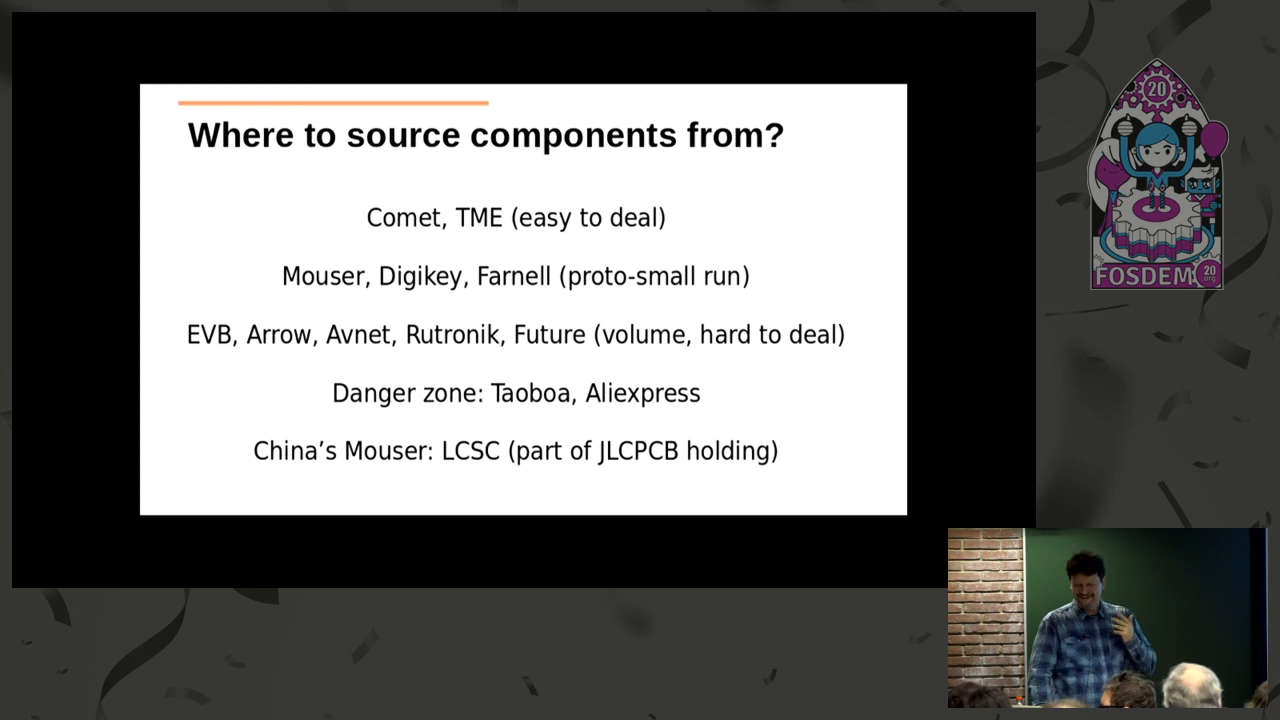 Where to source components from?
Comet, TME (easy to deal)
Mouser, Digikey, Farnell (proto-small run)
EVB, Arrow, Avnet, Rutronik, Future (volume, hard to deal)
Danger zone: Taoboa, Aliexpress
China’s Mouser: LCSC (part of JLCPCB holding)
20
FOSDEM
20
org